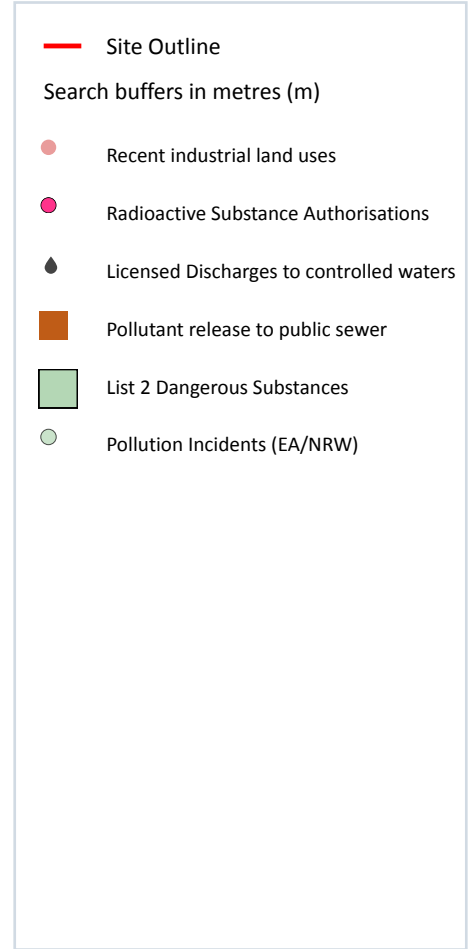 Site Outline
Search buffers in metres (m)
Recent industrial land uses
Radioactive Substance Authorisations
Licensed Discharges to controlled waters
Pollutant release to public sewer
List 2 Dangerous Substances
Pollution Incidents (EA/NRW)